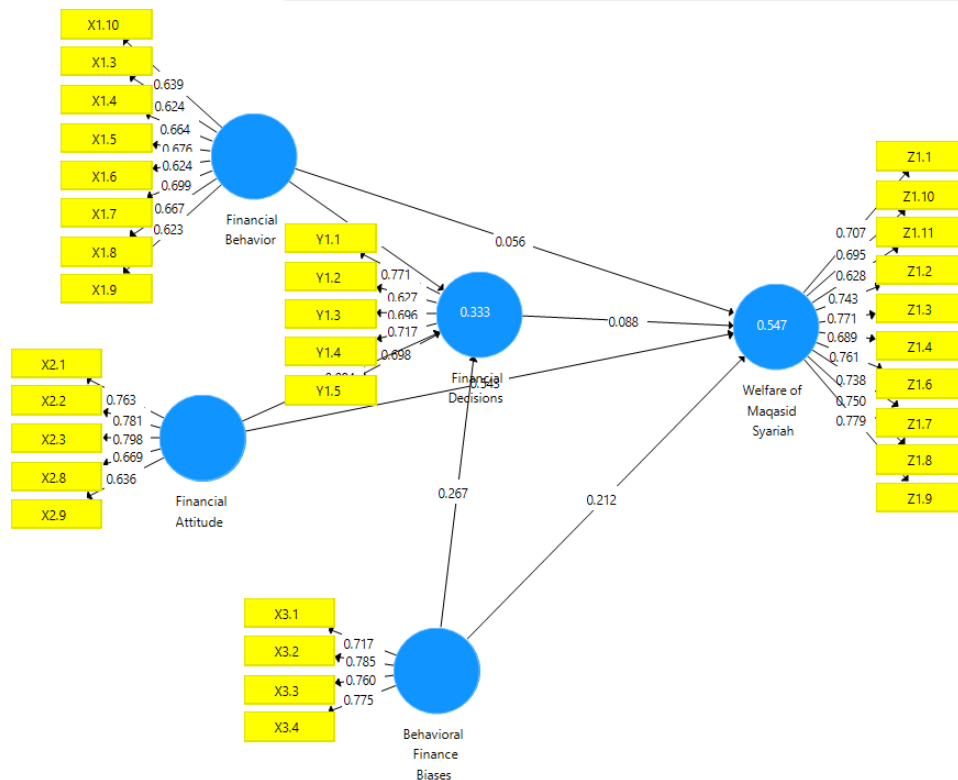 X1.10
X1.3
X1.4
X1.5
X1.6
X1.7
X1.8
X1.9
0.639
0.624
0.664
0.676
0.624
0.699
0.667
0.623
Financial
Behavior
X2.1
X2.2
X2.3
X2.8
X2.9
0.763
0.781
0.798
0.669
0.636
Financial
Attitude
Y1.1
Y1.2
Y1.3
Y1.4
Y1.5
0.771
0.627
0.696
0.717
0.698
0.333
Financial
Decisions
0.056
0.088
0.543
0.267
0.212
X3.1
X3.2
X3.3
X3.4
0.717
0.785
0.760
0.775
Behavioral
Finance
Biases
0.547
Welfare of
Maqasid
Syariah
0.707
0.695
0.628
0.743
0.771
0.689
0.761
0.738
0.750
0.779
Z1.1
Z1.10
Z1.11
Z1.2
Z1.3
Z1.4
Z1.6
Z1.7
Z1.8
Z1.9